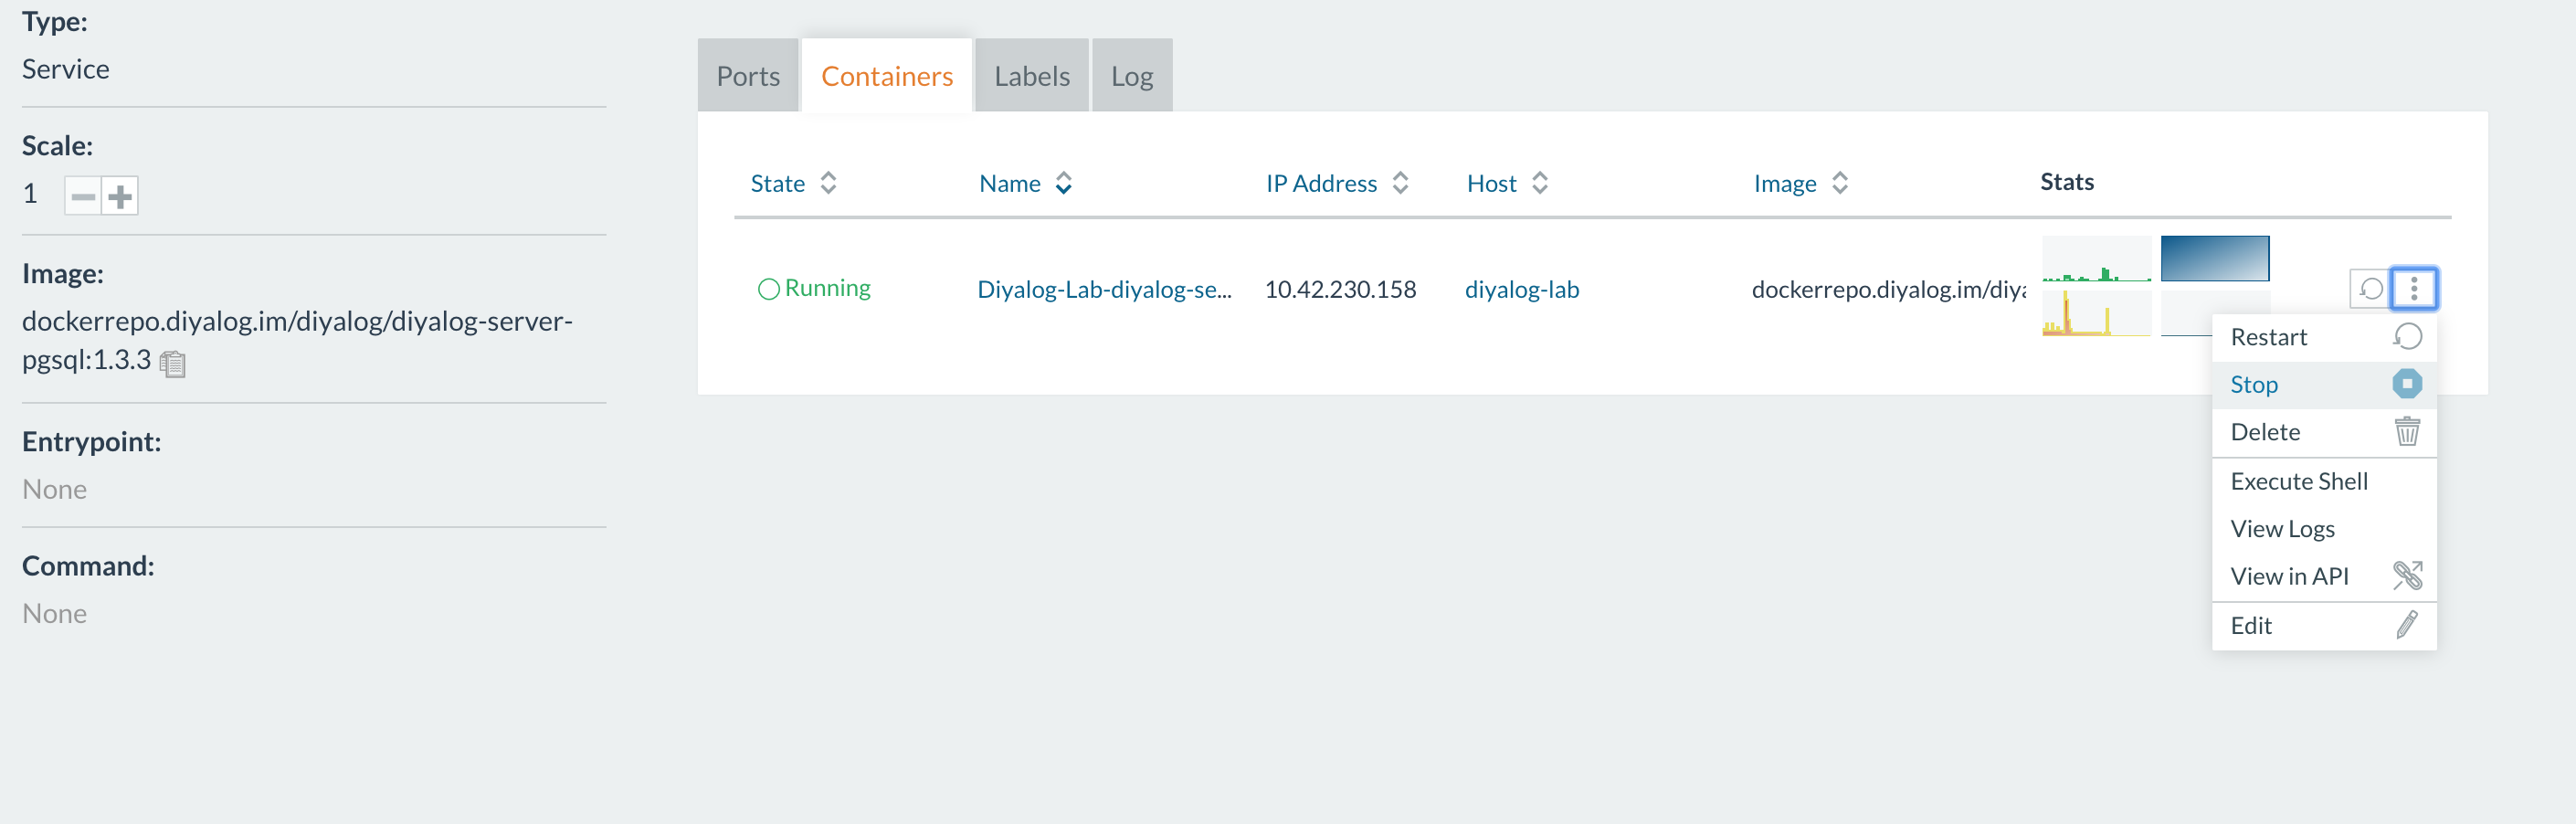 Type:
Service
Scale:
1
Image:
dockerrepo.diyalog.im/diyalog/diyalog-server-
pgsql:1.3.3
Entrypoint:
None
Command:
None
Ports Containers Labels Log
State Name IP Address Host Image Stats
Running Diyalog-Lab-diyalog-se... 10.42.230.158 diyalog-lab dockerrepo.diyalog.im/diya
Restart
Stop
Delete
Execute Shell
View Logs
View in API
Edit